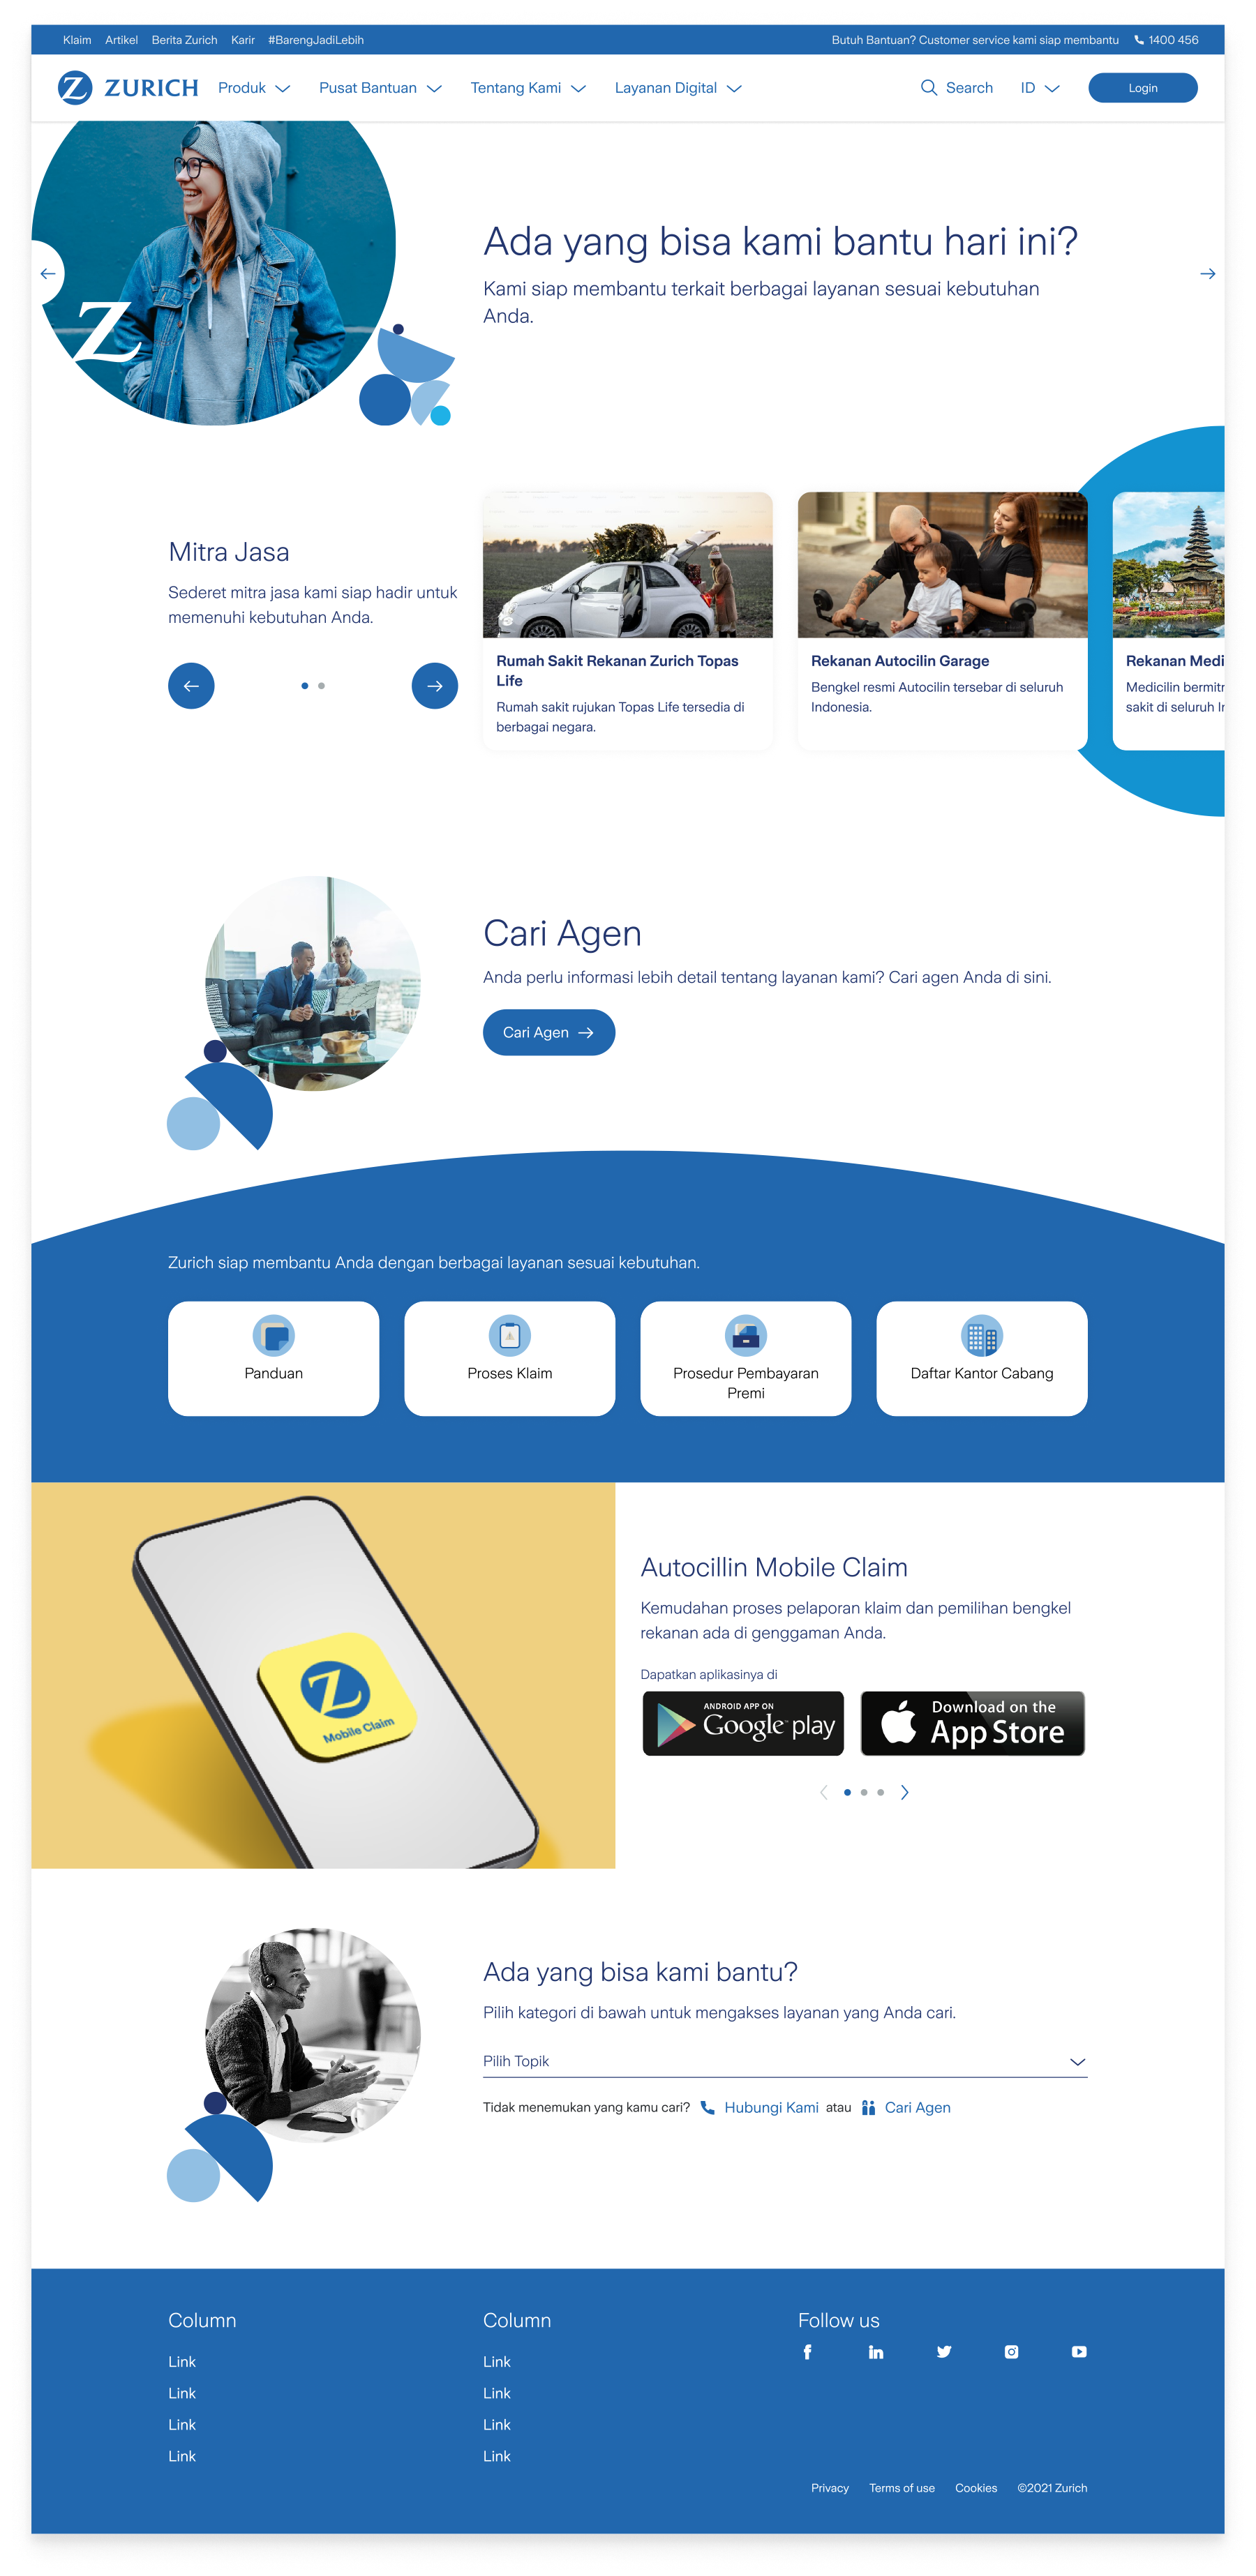 Klaim Artikel Berita Zurich Karir #BarengJadiLebih Butuh Bantuan? Customer service kami siap membantu 1400 456
Z ZURICH Produk Pusat Bantuan Tentang Kami Layanan Digital Search ID Login
Z
Ada yang bisa kami bantu hari ini?
Kami siap membantu terkait berbagai layanan sesuai kebutuhan
Anda.
Mitra Jasa
Sederet mitra jasa kami siap hadir untuk
memenuhi kebutuhan Anda.
Rumah Sakit Rekanan Zurich Topas
Life
Rumah sakit rujukan Topas Life tersedia di
berbagai negara.
Rekanan Autocilin Garage
Bengkel resmi Autocilin tersebar di seluruh
Indonesia.
Rekanan Medi
Medicilin bermitr
sakit di seluruh
Cari Agen
Anda perlu informasi lebih detail tentang layanan kami? Cari agen Anda di sini.
Cari Agen
Zurich siap membantu Anda dengan berbagai layanan sesuai kebutuhan.
Panduan
Proses Klaim
Prosedur Pembayaran
Premi
Daftar Kantor Cabang
Z
Mobile Claim
Autocillin Mobile Claim
Kemudahan proses pelaporan klaim dan pemilihan bengkel
rekanan ada di genggaman Anda.
Dapatkan aplikasinya di
ANDROID APP ON
Google play
Download on the
App Store
Ada yang bisa kami bantu?
Pilih kategori di bawah untuk mengakses layanan yang Anda cari.
Pilih Topik
Tidak menemukan yang kamu cari? Hubungi Kami atau Cari Agen
Column
Link
Link
Link
Link
Column
Link
Link
Link
Link
Follow us
Privacy Terms of use Cookies ©2021 Zurich